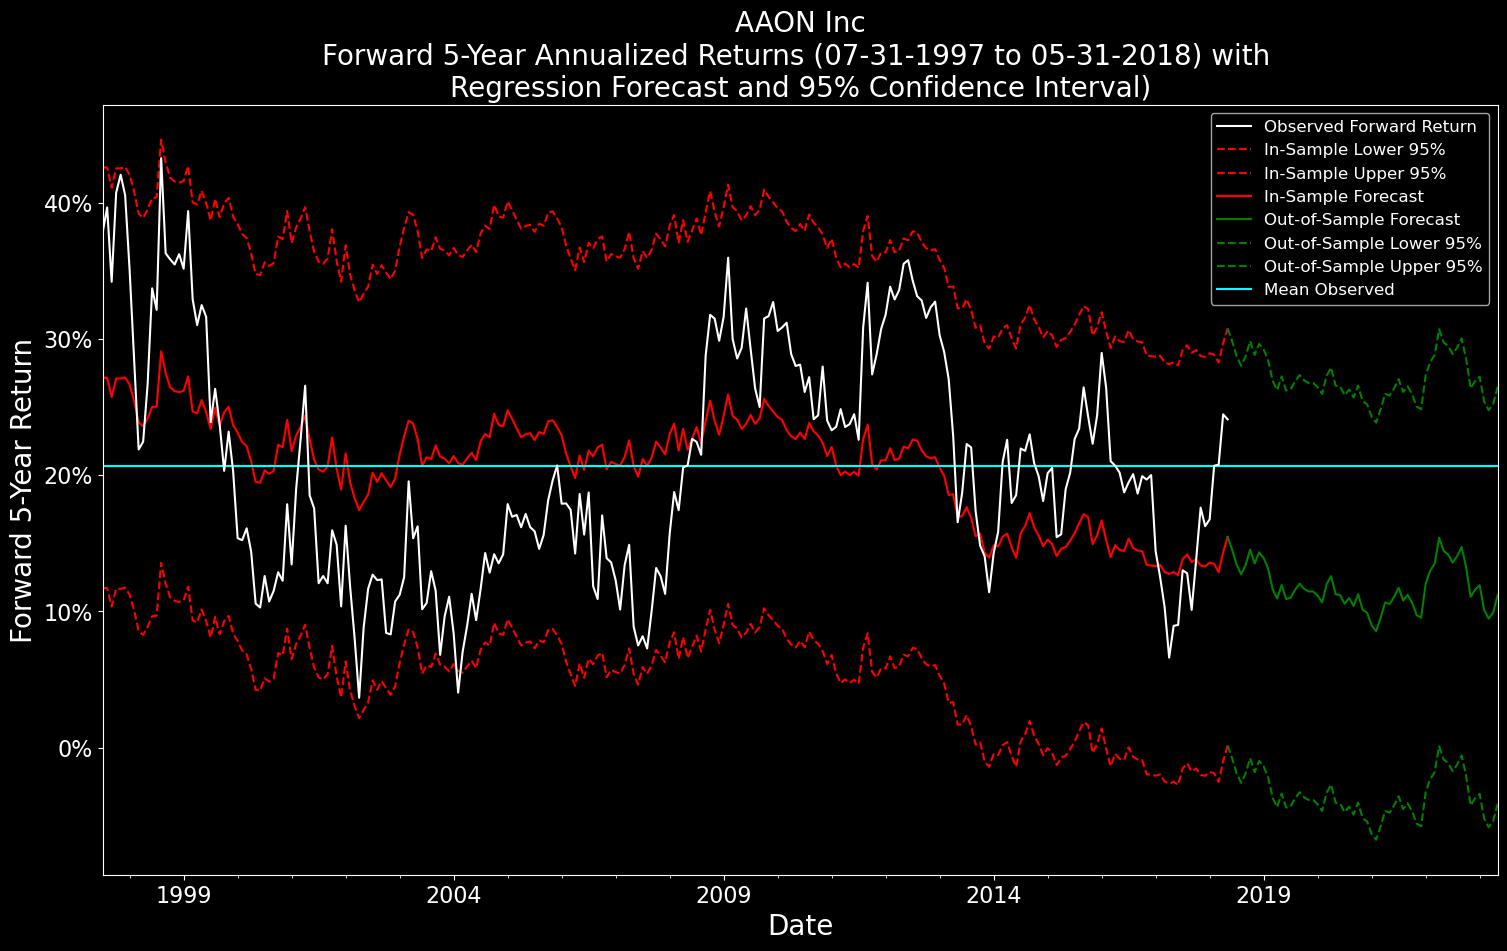 AAON Inc
Forward 5-Year Annualized Returns (07-31-1997 to 05-31-2018) with
Regression Forecast and 95% Confidence Interval)
Observed Forward Return
In-Sample Lower 95%
In-Sample Upper 95%
In-Sample Forecast
Out-of-Sample Forecast
Out-of-Sample Lower 95%
Out-of-Sample Upper 95%
Mean Observed
Forward 5-Year Return
40%
30%
20%
10%
0%
1999 2004 2009 2014 2019
Date